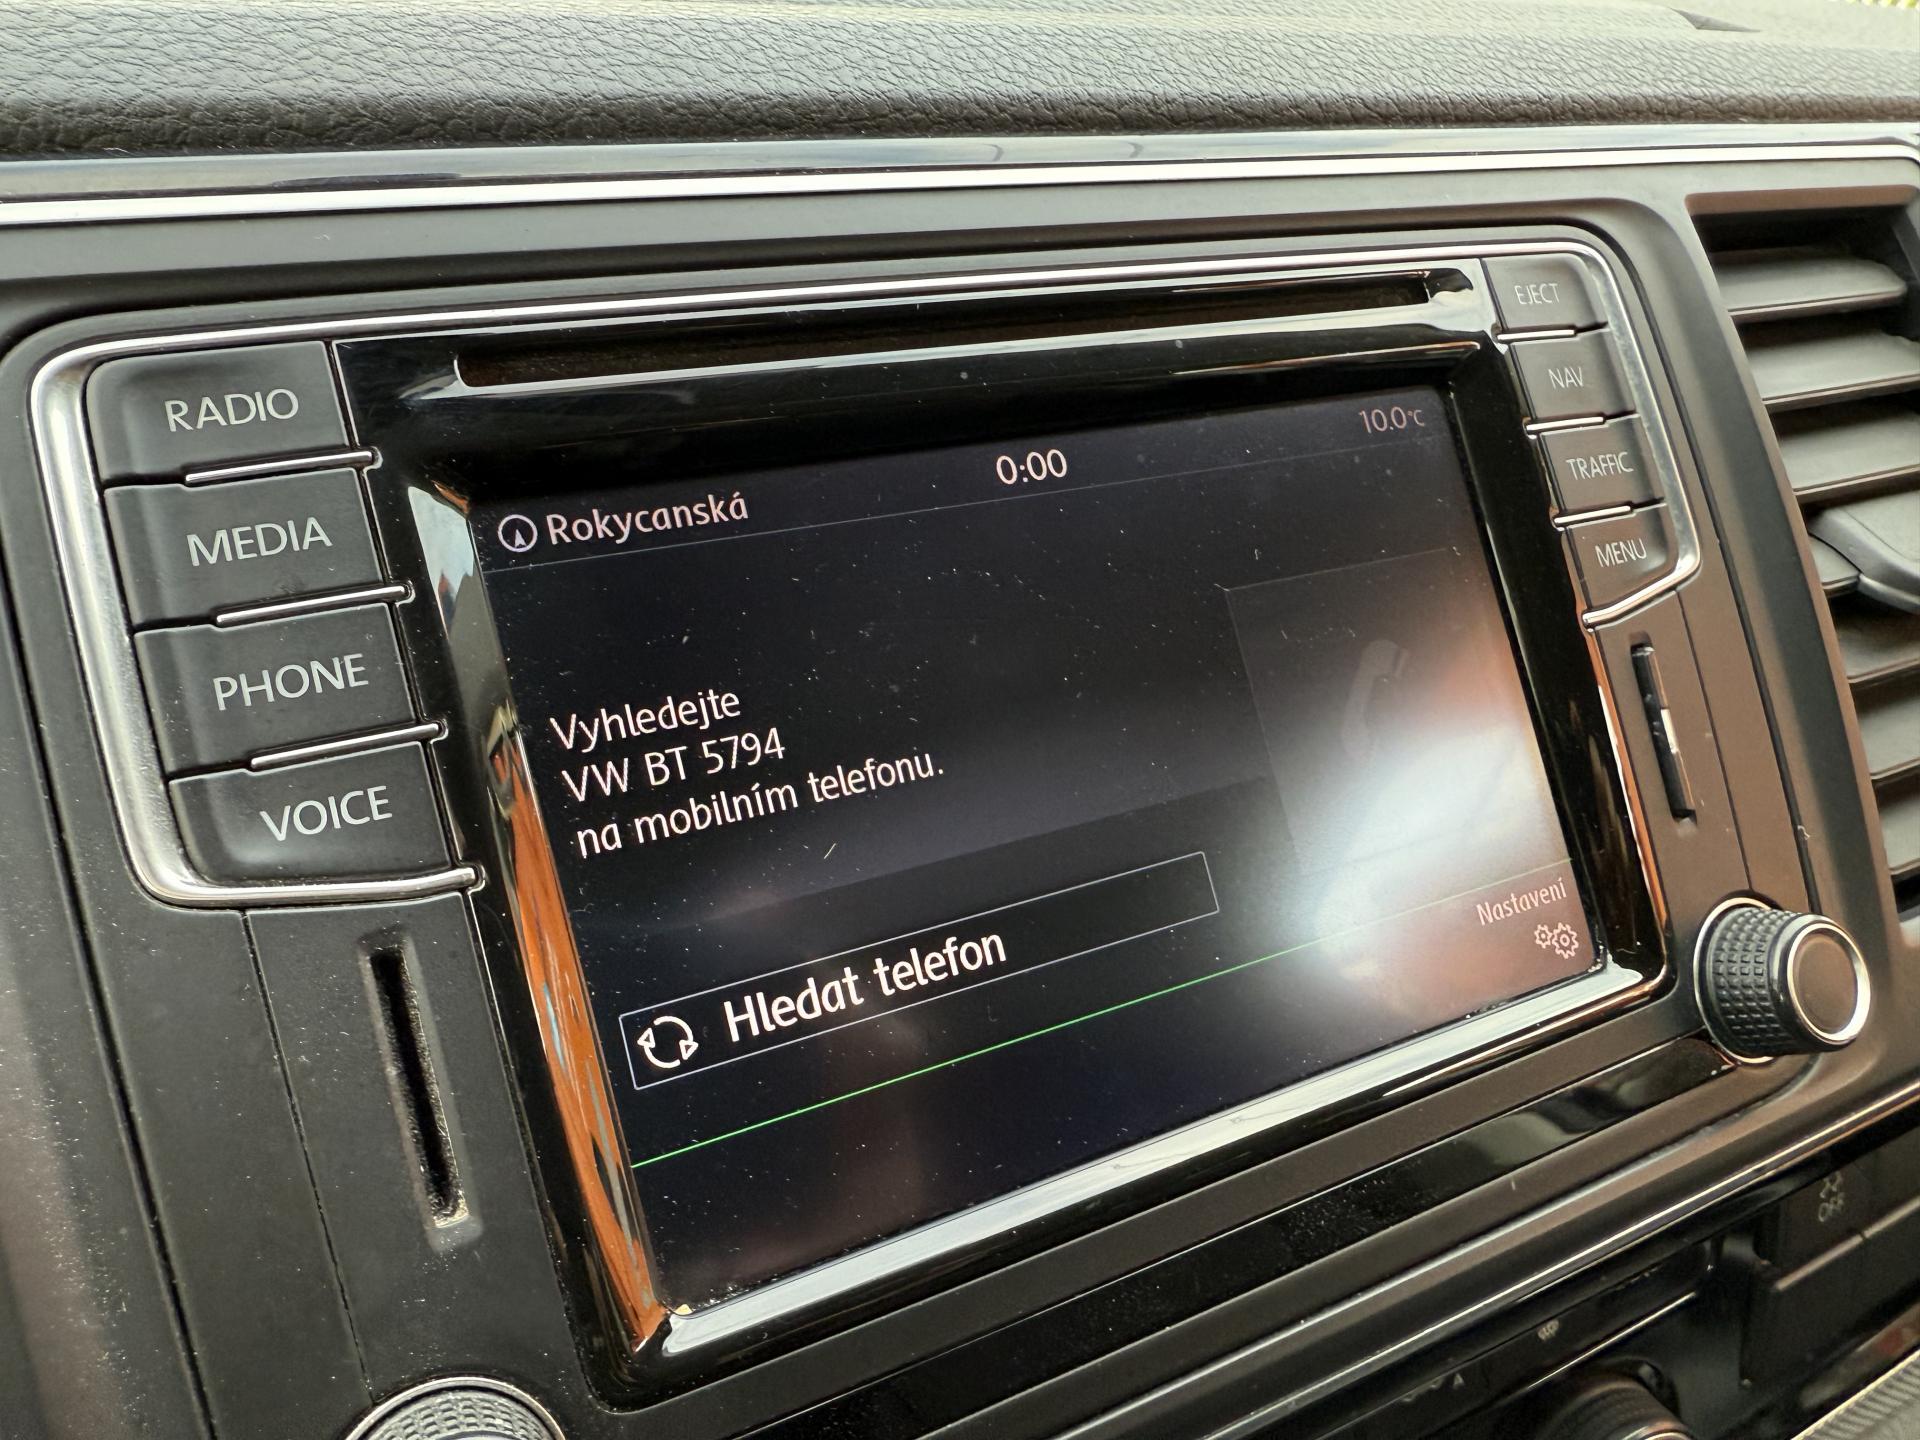 RADIO
MEDIA
PHONE
VOICE
EJECT
NAV
TRAFFIC
MENU
Rokycanská
0:00
10.0°C
Vyhledejte
VW BT 5794
na mobilním telefonu.
Hledat telefon
Nastavení
OFF
A